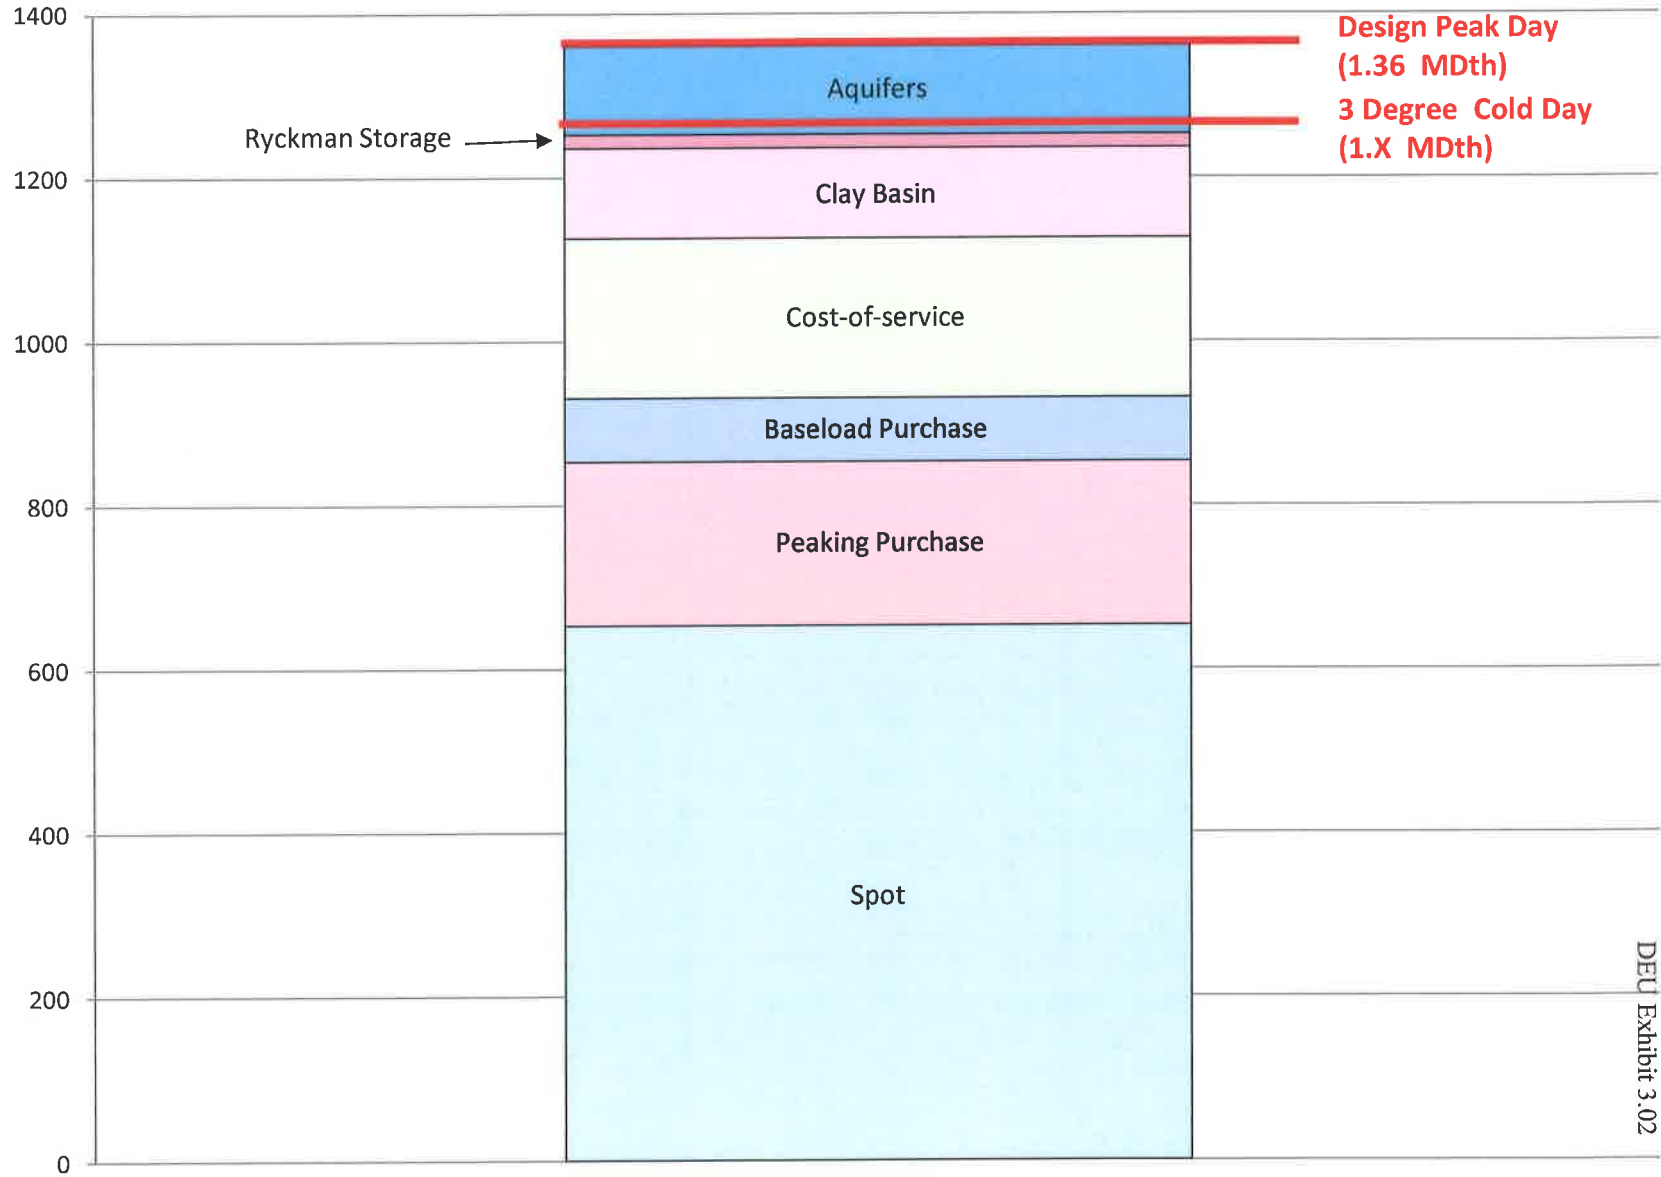 1400
1200
1000
800
600
400
200
0
Design Peak Day
(1.36 MDth)
3 Degree Cold Day
(1.X MDth)
Aquifers
Ryckman Storage
Clay Basin
Cost-of-service
Baseload Purchase
Peaking Purchase
Spot
DEU Exhibit 3.02